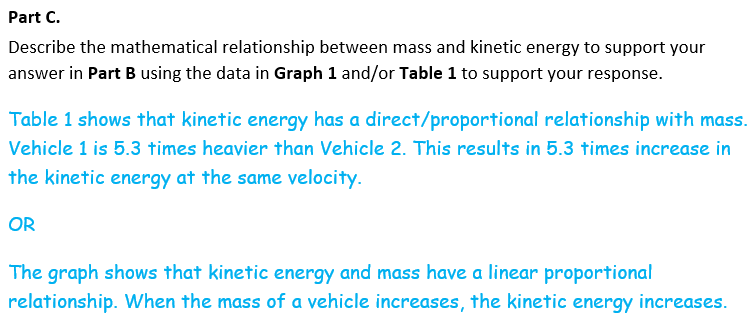 Part C.
Describe the mathematical relationship between mass and kinetic energy to support your
answer in Part B using the data in Graph 1 and/or Table 1 to support your response.
Table 1 shows that kinetic energy has a direct/proportional relationship with mass.
Vehicle 1 is 5.3 times heavier than Vehicle 2. This results in 5.3 times increase in
the kinetic energy at the same velocity.
OR
The graph shows that kinetic energy and mass have a linear proportional
relationship. When the mass of a vehicle increases, the kinetic energy increases.